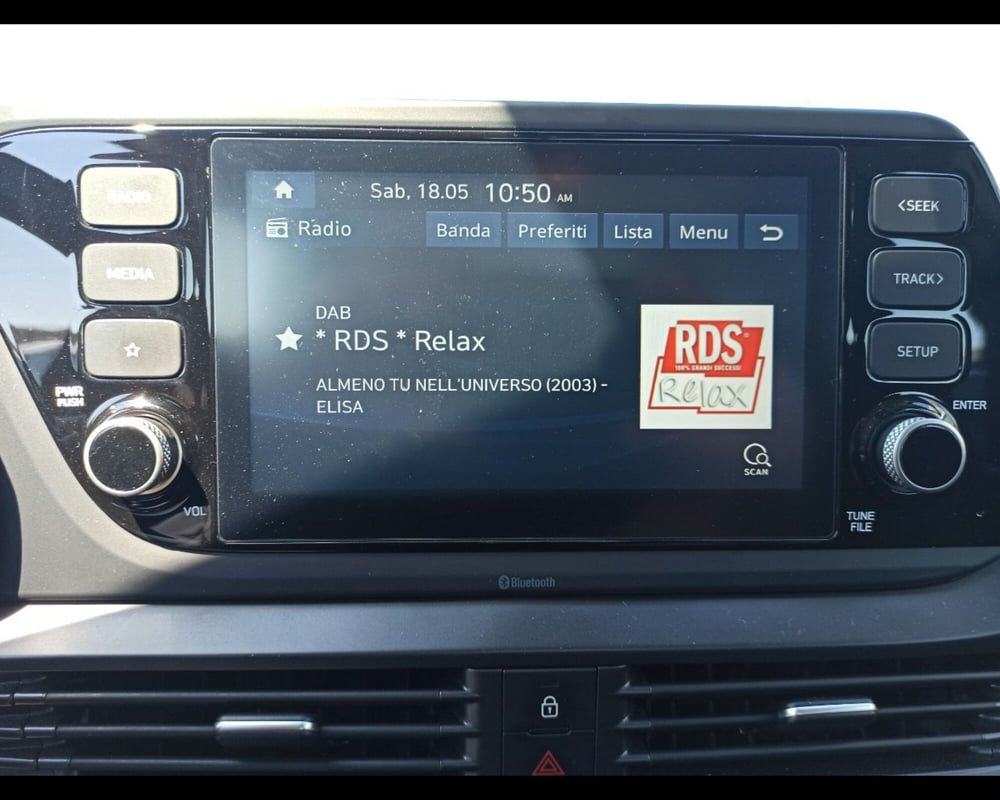 RADIO
MEDIA
PWR
PUSH
VOL
Sab, 18.05 10:50 AM
Radio Banda Preferiti Lista Menu
DAB
* RDS * Relax
ALMENO TU NELL'UNIVERSO (2003) -
ELISA
RDS
100% GRANDI SUCCESSI
Relax
SCAN
<SEEK
TRACK>
SETUP
ENTER
TUNE
FILE
Bluetooth